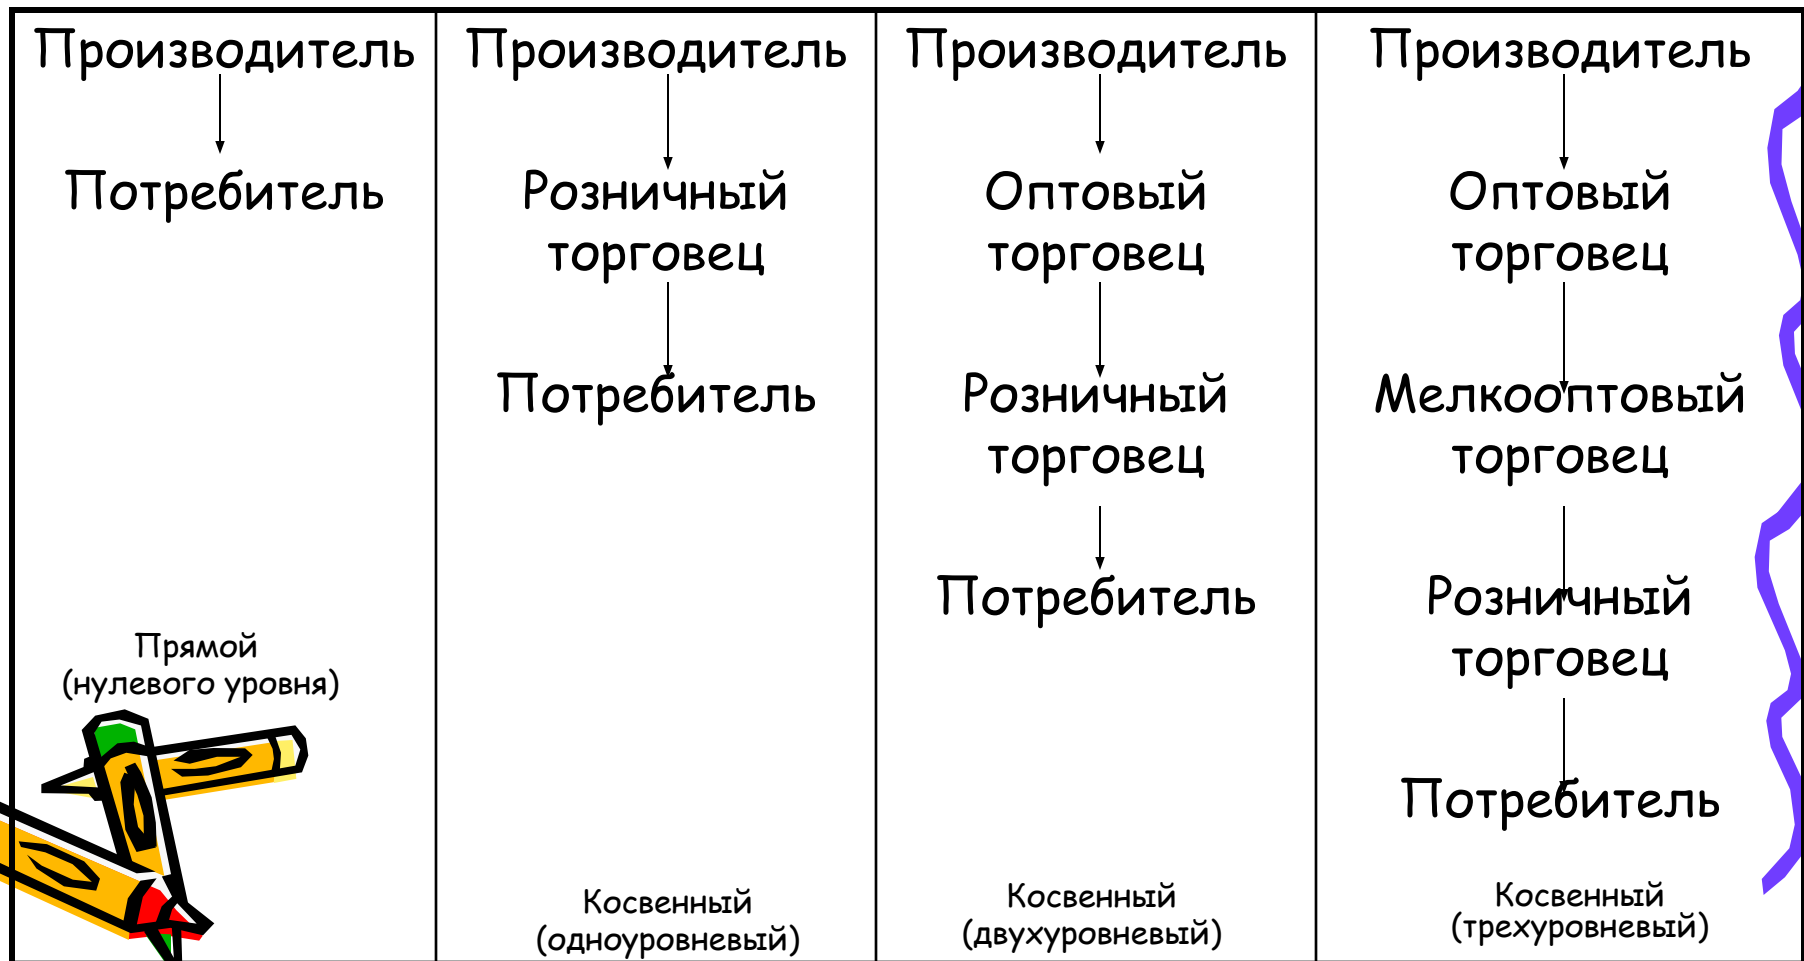 Производитель
Потребитель
Прямой
(нулевого уровня)
Производитель
Розничный
торговец
Потребитель
Косвенный
(одноуровневый)
Производитель
Оптовый
торговец
Розничный
торговец
Потребитель
Косвенный
(двухуровневый)
Производитель
Оптовый
торговец
Мелкооптовый
торговец
Розничный
торговец
Потребитель
Косвенный
(трехуровневый)